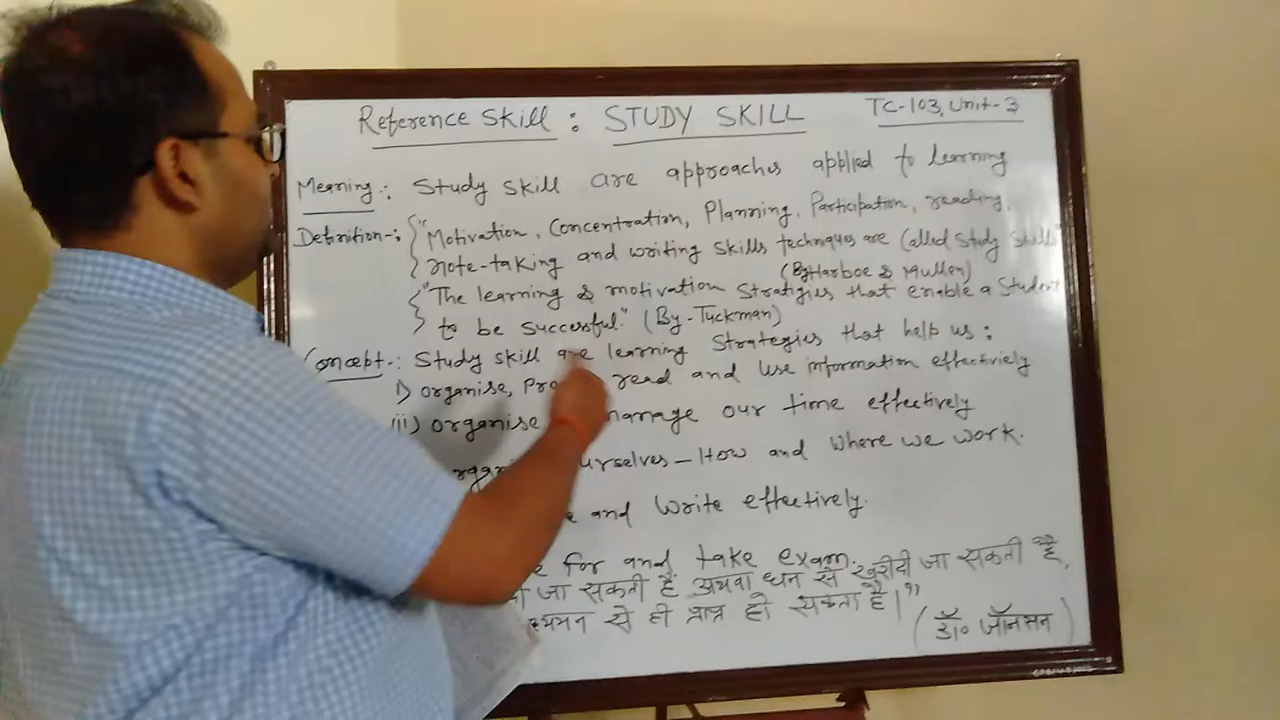 Reference Skill : STUDY SKILL TC-103, Unit-3
Meaning : Study skill are approaches applied to learning
Definition-: {"Motivation, Concentration, Planning, Participation, reading,
note-taking and writing skills techniques are Called Study Skills"
(By Harboe & Mullen)
{"The learning & motivation Stratigies that enable a Student
to be successful." (By-Tuckman)
Concept-: Study skill are learning Strategies that help us :
i) organise, read and use information effectively
(ii) organise manage our time effectively
urselves - How and Where we work.
and Write effectively.
for and take exam.
जा सकती है अथवा धन से खरीदी जा सकती है,
से ही प्राप्त हो सकता है।"
(डॉ० जॉनसन)